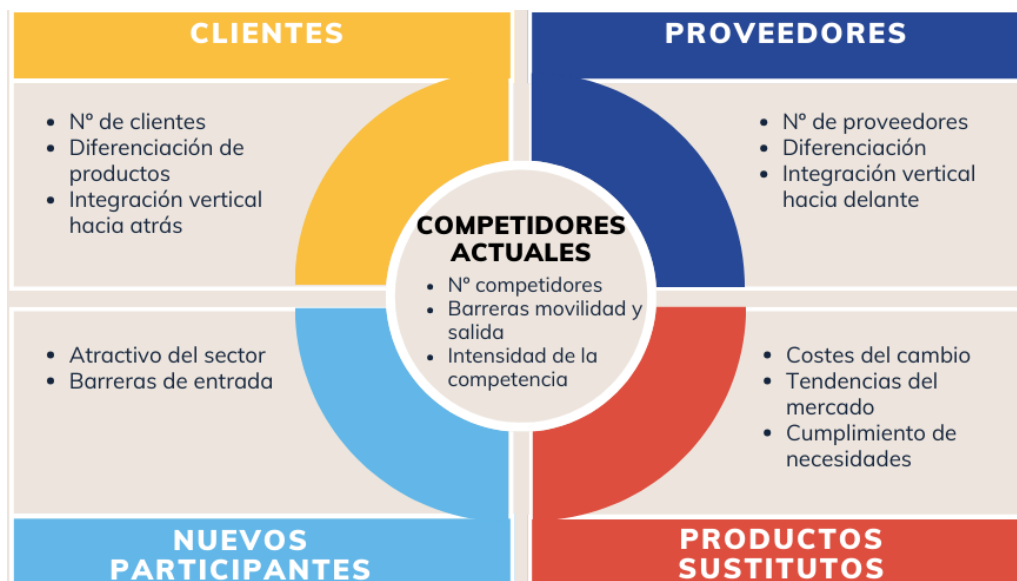 CLIENTES
• Nº de clientes
• Diferenciación de
productos
• Integración vertical
hacia atrás
PROVEEDORES
• Nº de proveedores
• Diferenciación
• Integración vertical
hacia delante
COMPETIDORES
ACTUALES
• Nº competidores
• Barreras movilidad y
salida
• Intensidad de la
competencia
• Atractivo del sector
• Barreras de entrada
NUEVOS
PARTICIPANTES
• Costes del cambio
• Tendencias del
mercado
• Cumplimiento de
necesidades
PRODUCTOS
SUSTITUTOS